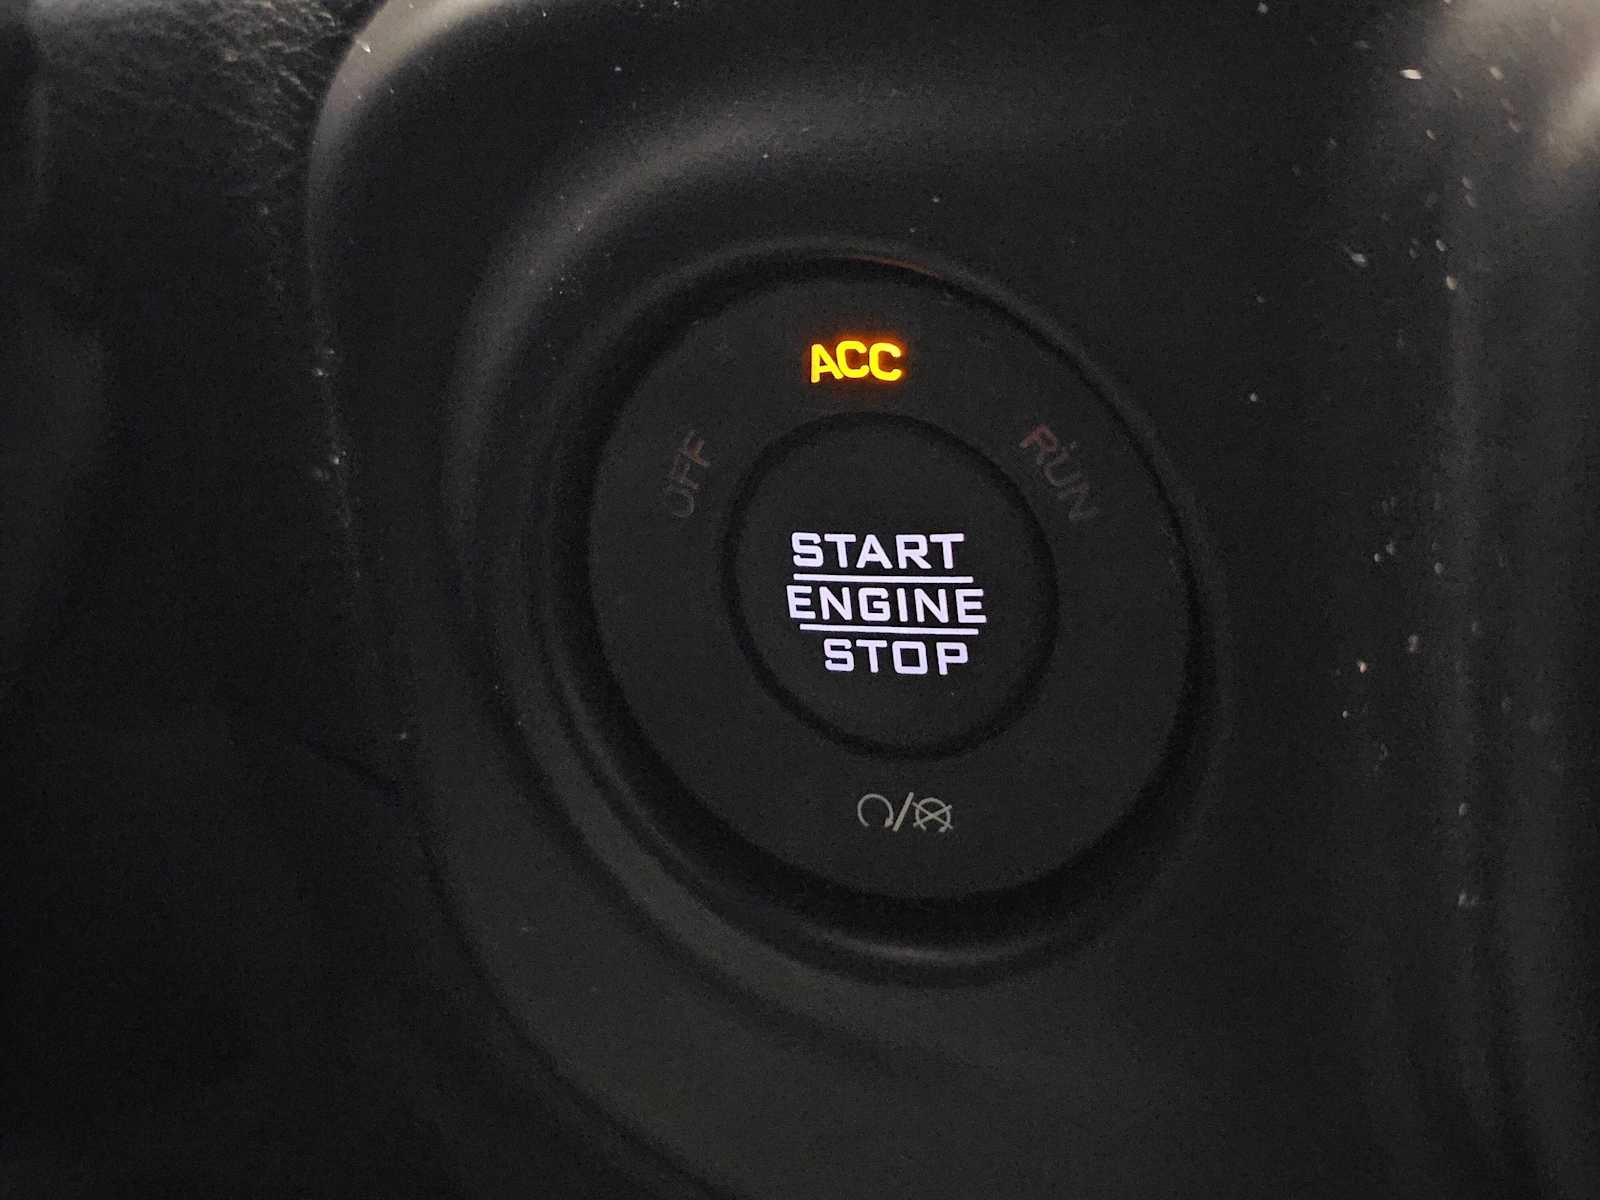 ACC
OFF
RUN
START
ENGINE
STOP